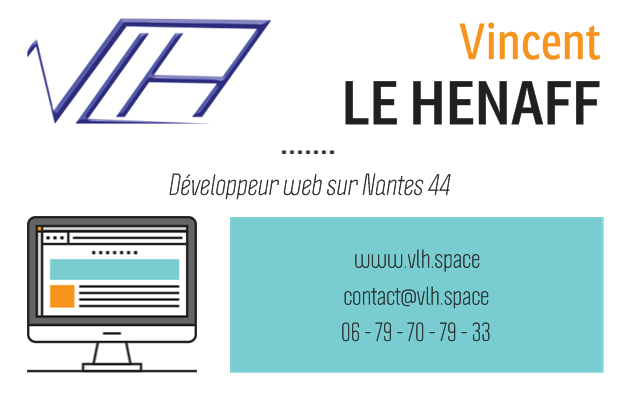 VLH
Vincent
LE HENAFF
Développeur web sur Nantes 44
www.vlh.space
contact@vlh.space
06 - 79 - 70 - 79 - 33